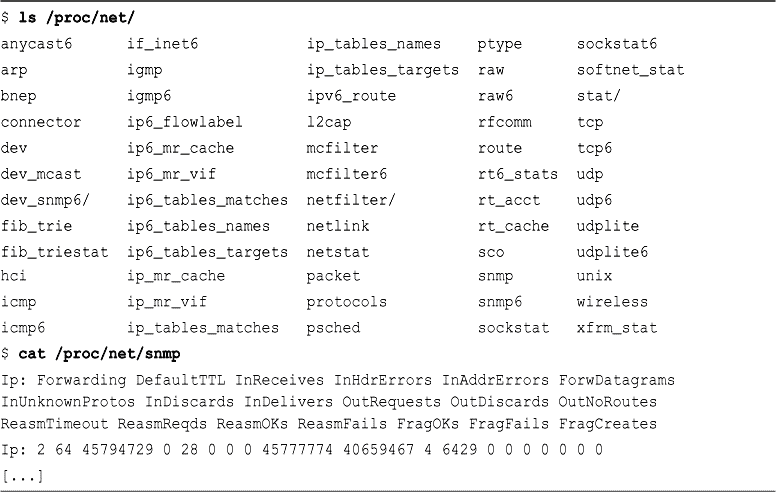 $ ls /proc/net/
anycast6 if_inet6 ip_tables_names ptype sockstat6
arp igmp ip_tables_targets raw softnet_stat
bnep igmp6 ipv6_route raw6 stat/
connector ip6_flowlabel l2cap rfcomm tcp
dev ip6_mr_cache mcfilter route tcp6
dev_mcast ip6_mr_vif mcfilter6 rt6_stats udp
dev_snmp6/ ip6_tables_matches netfilter/ rt_acct udp6
fib_trie ip6_tables_names netlink rt_cache udplite
fib_triestat ip6_tables_targets netstat sco udplite6
hci ip_mr_cache packet snmp unix
icmp ip_mr_vif protocols snmp6 wireless
icmp6 ip_tables_matches psched sockstat xfrm_stat
$ cat /proc/net/snmp
Ip: Forwarding DefaultTTL InReceives InHdrErrors InAddrErrors ForwDatagrams
InUnknownProtos InDiscards InDelivers OutRequests OutDiscards OutNoRoutes
ReasmTimeout ReasmReqds ReasmOKs ReasmFails FragOKs FragFails FragCreates
Ip: 2 64 45794729 0 28 0 0 0 45777774 40659467 4 6429 0 0 0 0 0 0 0
[...]